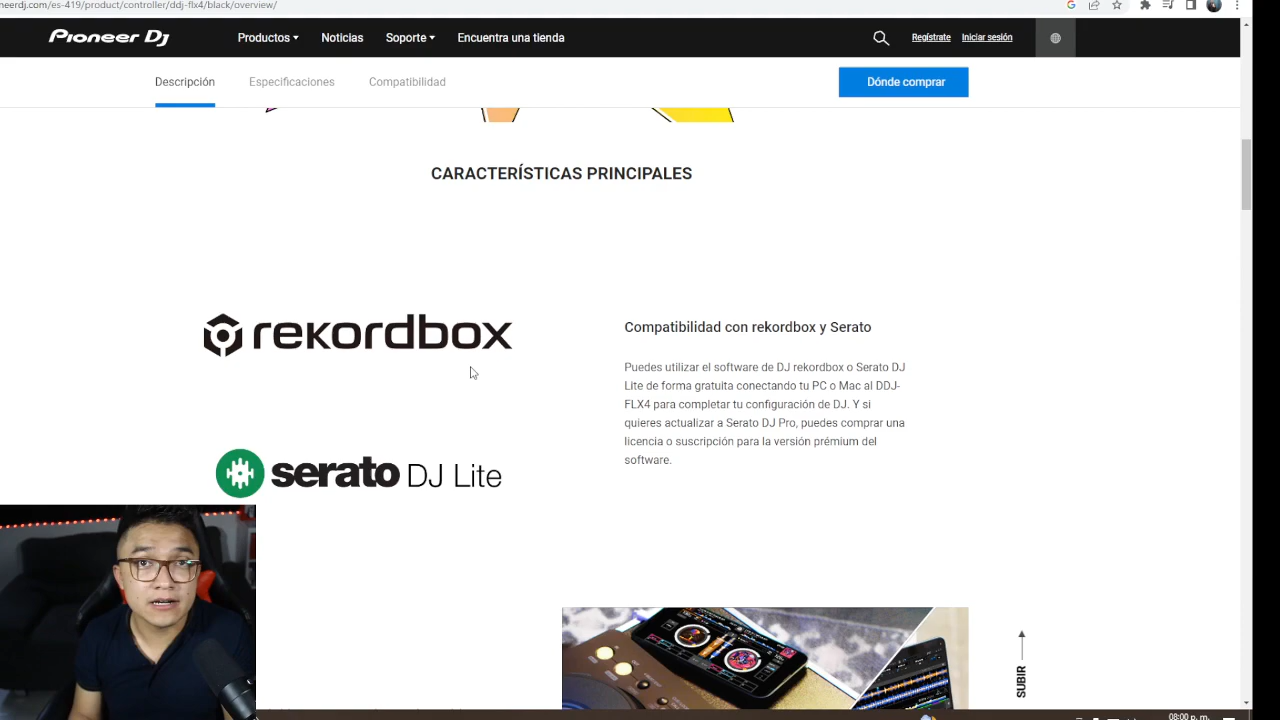 neerdj.com/es-419/product/controller/ddj-flx4/black/overview/
Pioneer Dj
Productos
Noticias
Soporte
Encuentra una tienda
Regístrate
Iniciar sesión
Descripción
Especificaciones
Compatibilidad
Dónde comprar
CARACTERÍSTICAS PRINCIPALES
rekordbox
serato DJ Lite
Compatibilidad con rekordbox y Serato
Puedes utilizar el software de DJ rekordbox o Serato DJ
Lite de forma gratuita conectando tu PC o Mac al DDJ-
FLX4 para completar tu configuración de DJ. Y si
quieres actualizar a Serato DJ Pro, puedes comprar una
licencia o suscripción para la versión prémium del
software.
SUBIR
08:00 p. m.